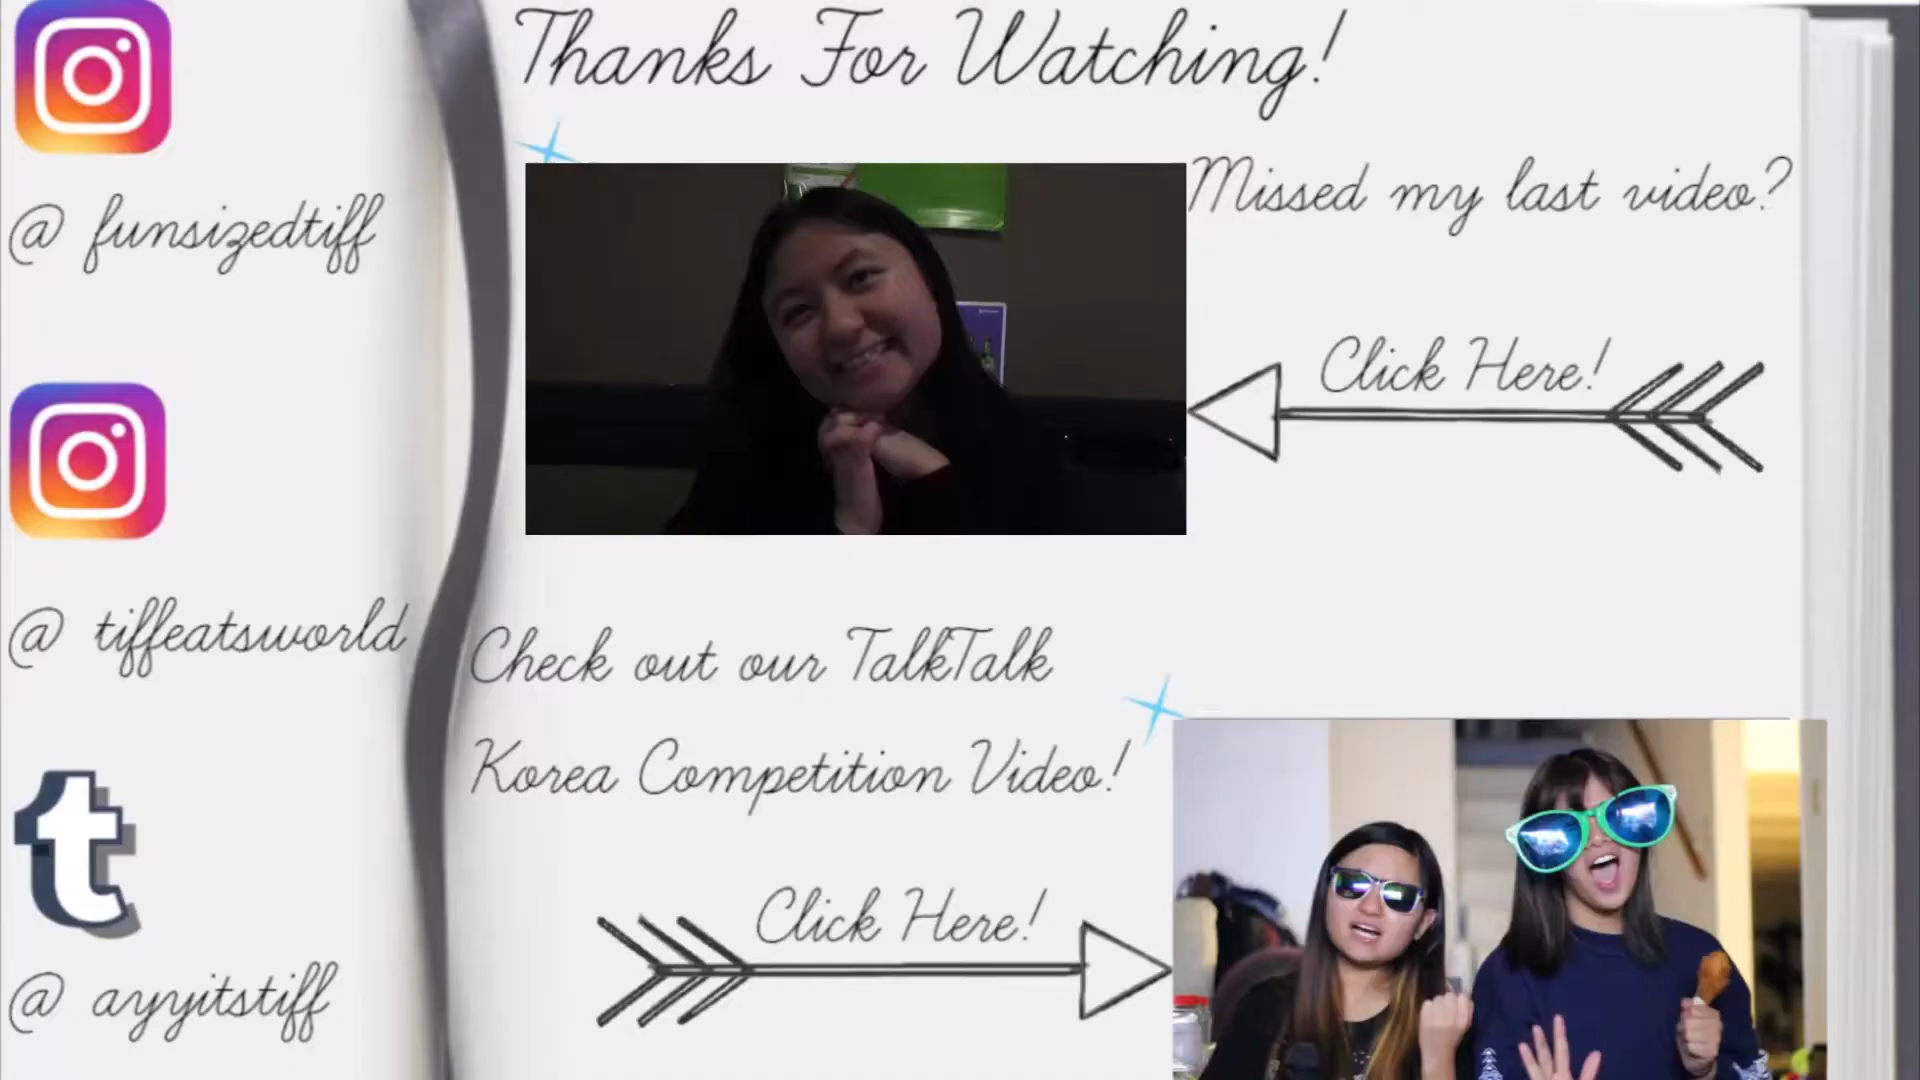 Thanks For Watching!
@ funsizedtiff
Missed my last video?
Click Here!
@ tiffeatsworld
Check out our TalkTalk
Korea Competition Video!
Click Here!
@ ayyitstiff